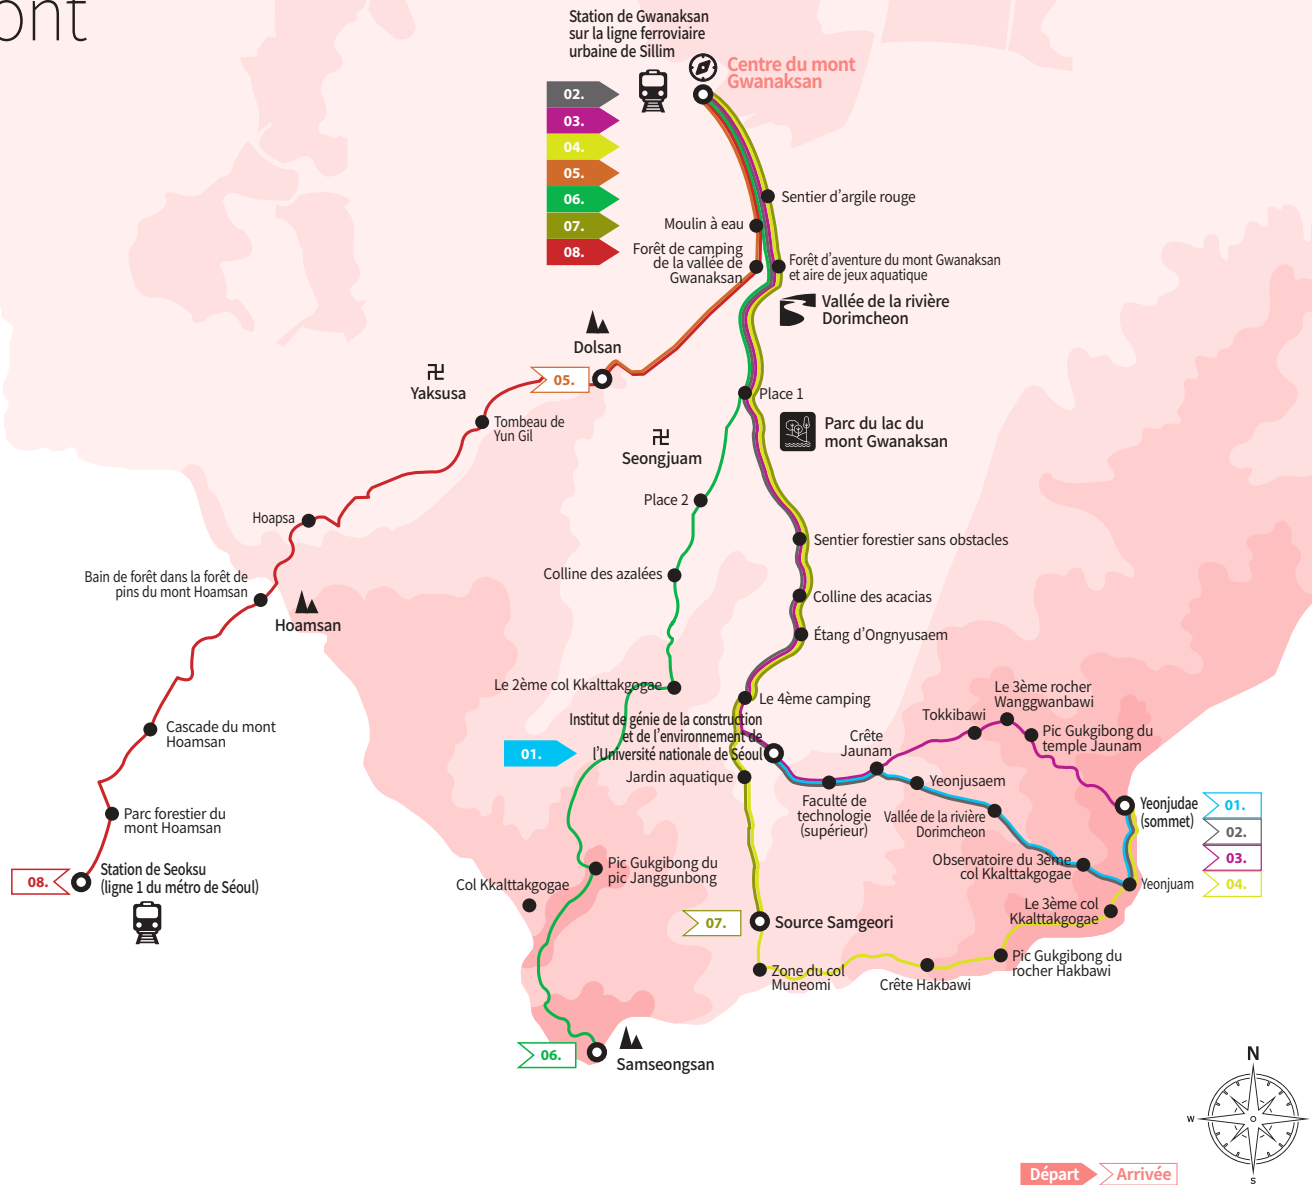 ont
Station de Gwanaksan
sur la ligne ferroviaire
urbaine de Sillim
Centre du mont
Gwanaksan
02.
03.
04.
05.
06.
07.
08.
Sentier d’argile rouge
Moulin à eau
Forêt de camping
de la vallée de
Gwanaksan
Forêt d’aventure du mont Gwanaksan
et aire de jeux aquatique
Vallée de la rivière
Dorimcheon
Dolsan
05.
Yaksusa
Tombeau de
Yun Gil
Place 1
Parc du lac du
mont Gwanaksan
Seongjuam
Place 2
Hoapsa
Sentier forestier sans obstacles
Colline des azalées
Bain de forêt dans la forêt de
pins du mont Hoamsan
Colline des acacias
Hoamsan
Étang d’Ongnyusaem
Le 2ème col Kkalttakgogae
Le 4ème camping
Institut de génie de la construction
et de l’environnement de
l’Université nationale de Séoul
01.
Jardin aquatique
Le 3ème rocher
Wanggwanbawi
Tokkibawi
Crête
Jaunam
Pic Gukgibong du
temple Jaunam
Cascade du mont
Hoamsan
Yeonjusaem
Faculté de
technologie
(supérieur)
Vallée de la rivière
Dorimcheon
Yeonjudae
(sommet)
01.
02.
03.
04.
Parc forestier du
mont Hoamsan
Observatoire du 3ème
col Kkalttakgogae
Yeonjuam
Station de Seoksu
(ligne 1 du métro de Séoul)
08.
Pic Gukgibong du
pic Janggunbong
Col Kkalttakgogae
Le 3ème col
Kkalttakgogae
07.
Source Samgeori
Pic Gukgibong du
rocher Hakbawi
Zone du col
Muneomi
Crête Hakbawi
06.
Samseongsan
N
W
S
Départ
Arrivée